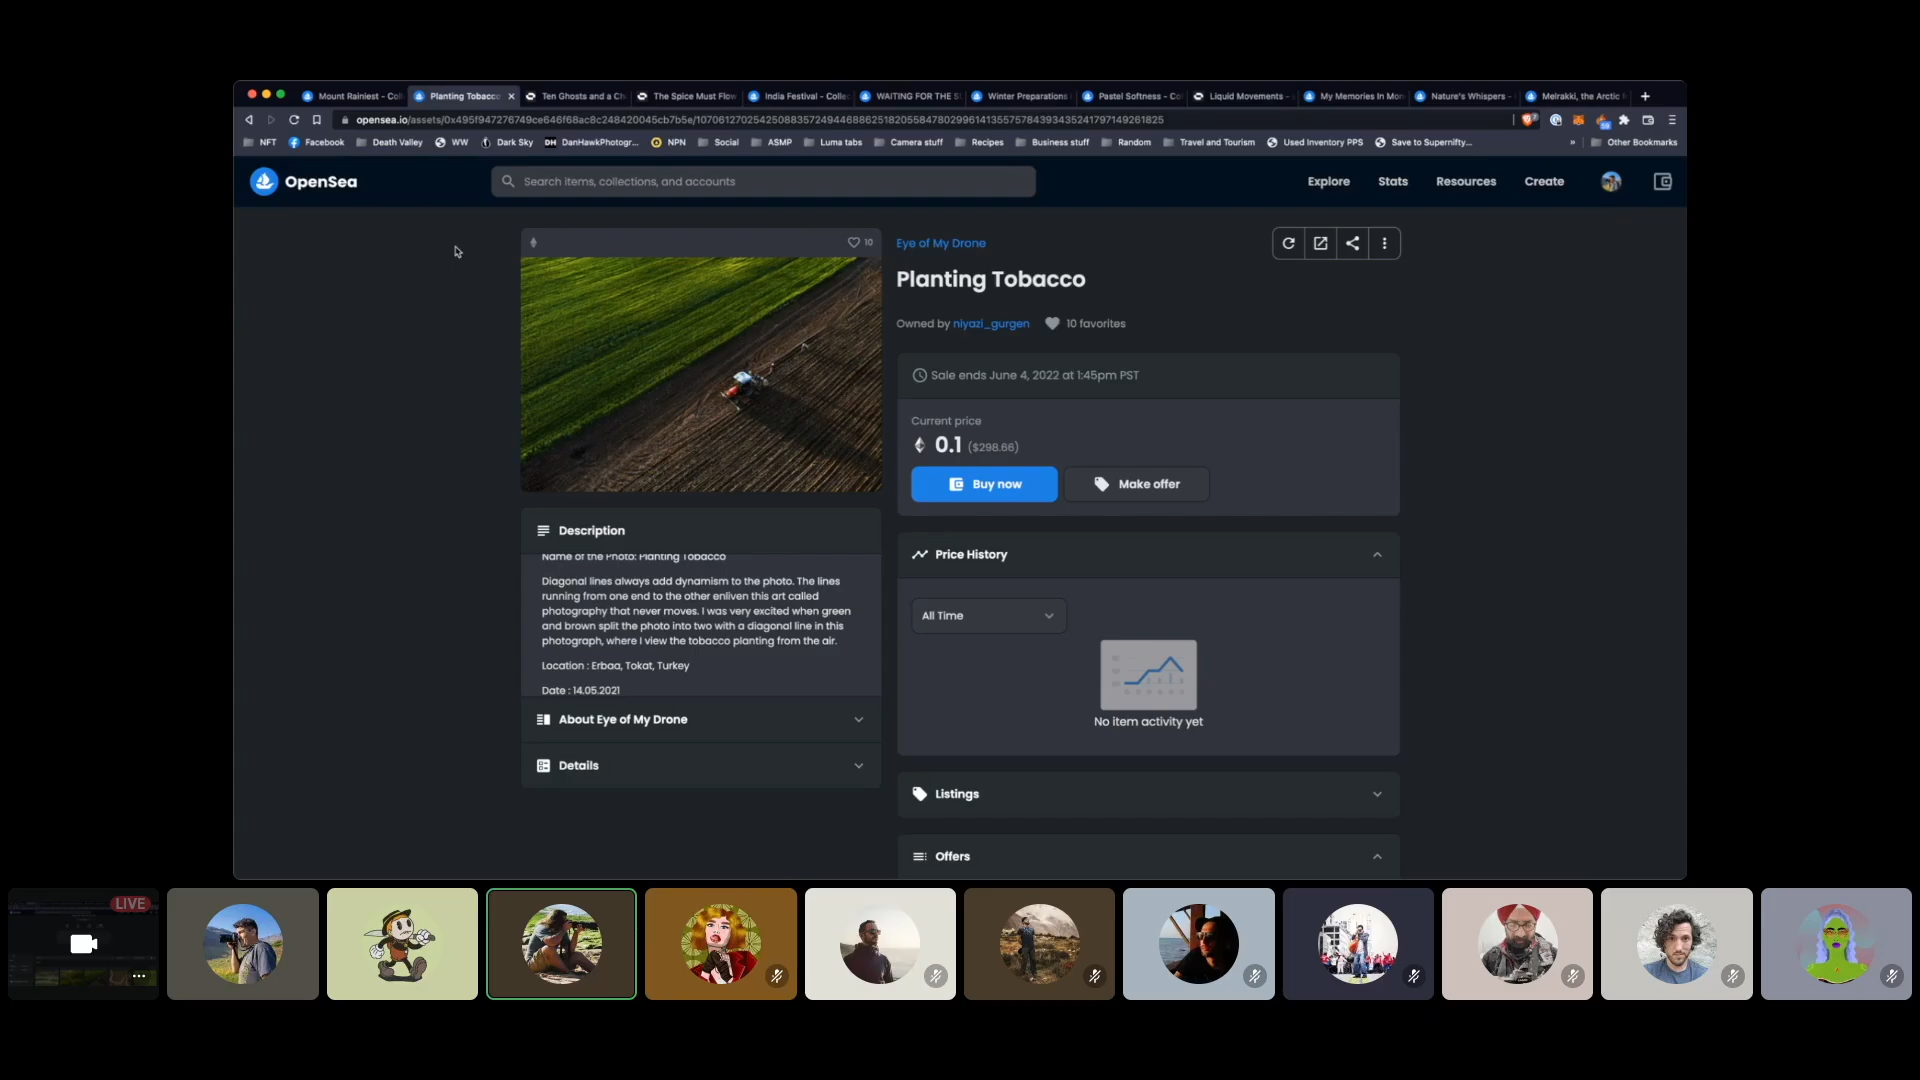 Mount Rainiest - Col
Planting Tobacco
Ten Ghosts and a Ch
The Spice Must Flow
India Festival - Colle
WAITING FOR THE S
Winter Preparations
Pastel Softness - Co
Liquid Movements -
My Memories In Mon
Nature's Whispers -
Melrakki, the Arctic
opensea.io/assets/
NFT
Facebook
Death Valley
WW
Dark Sky
DH DanHawkPhotogr...
NPN
Social
ASMP
Luma tabs
Camera stuff
Recipes
Business stuff
Random
Travel and Tourism
Used Inventory PPS
Save to Supernifty...
»
Other Bookmarks
OpenSea
Search items, collections, and accounts
Explore
Stats
Resources
Create
10
Eye of My Drone
Planting Tobacco
Owned by niyazi_gurgen
10 favorites
Sale ends June 4, 2022 at 1:45pm PST
Current price
0.1 ($298.66)
Buy now
Make offer
Description
Name of the Photo: Planting Tobacco
Diagonal lines always add dynamism to the photo. The lines
running from one end to the other enliven this art called
photography that never moves. I was very excited when green
and brown split the photo into two with a diagonal line in this
photograph, where I view the tobacco planting from the air.
Location : Erbaa, Tokat, Turkey
Date : 14.05.2021
About Eye of My Drone
Details
Price History
All Time
No item activity yet
Listings
Offers
LIVE